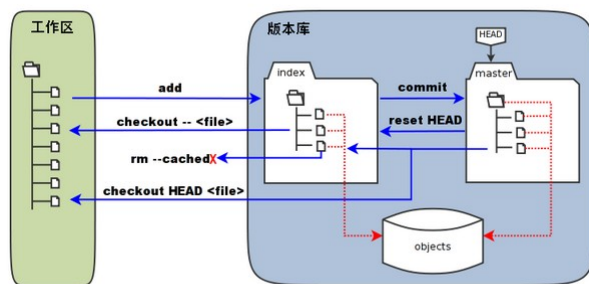 工作区
版本库
HEAD
index
master
add
commit
checkout -- <file>
reset HEAD
rm --cached
X
checkout HEAD <file>
objects